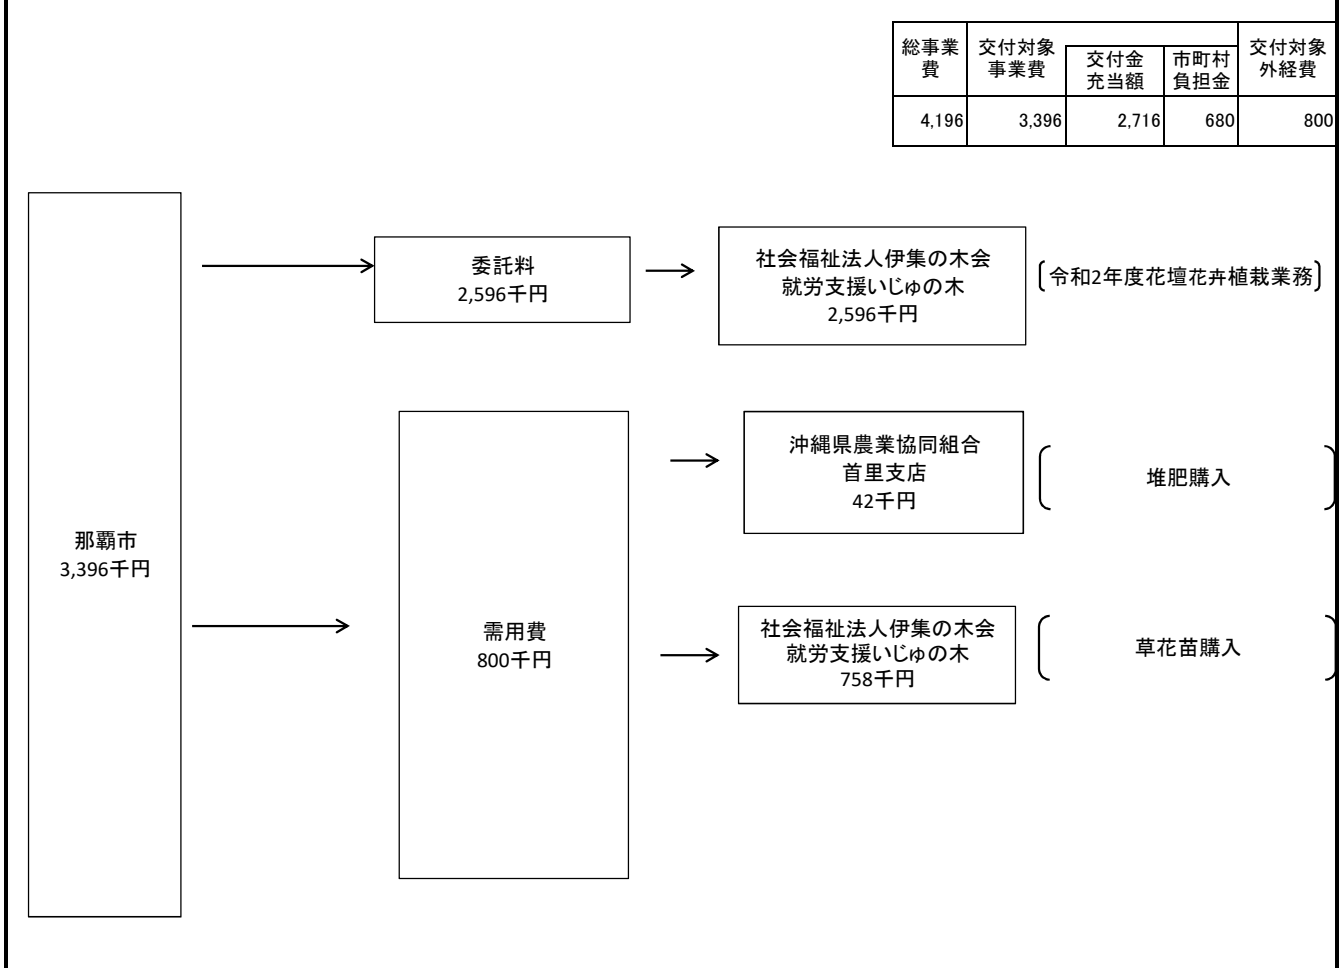 総事業
費
交付対象
事業費
交付金
充当額
市町村
負担金
交付対象
外経費
4,196
3,396
2,716
680
800
那覇市
3,396千円
委託料
2,596千円
社会福祉法人伊集の木会
就労支援いじゅの木
2,596千円
令和2年度花壇花卉植栽業務
需用費
800千円
沖縄県農業協同組合
首里支店
42千円
堆肥購入
社会福祉法人伊集の木会
就労支援いじゅの木
758千円
草花苗購入